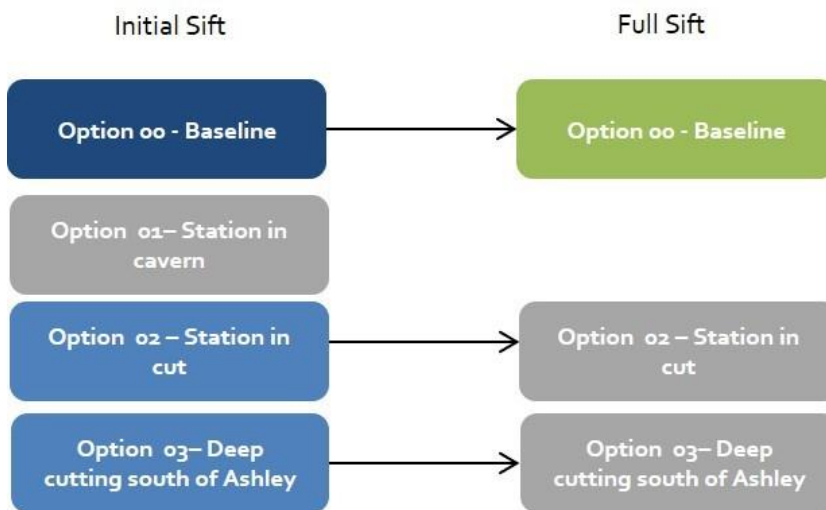 Initial Sift
Full Sift
Option 00 - Baseline
Option 00 - Baseline
Option 01– Station in
cavern
Option 02 – Station in
cut
Option 02 – Station in
cut
Option 03– Deep
cutting south of Ashley
Option 03– Deep
cutting south of Ashley